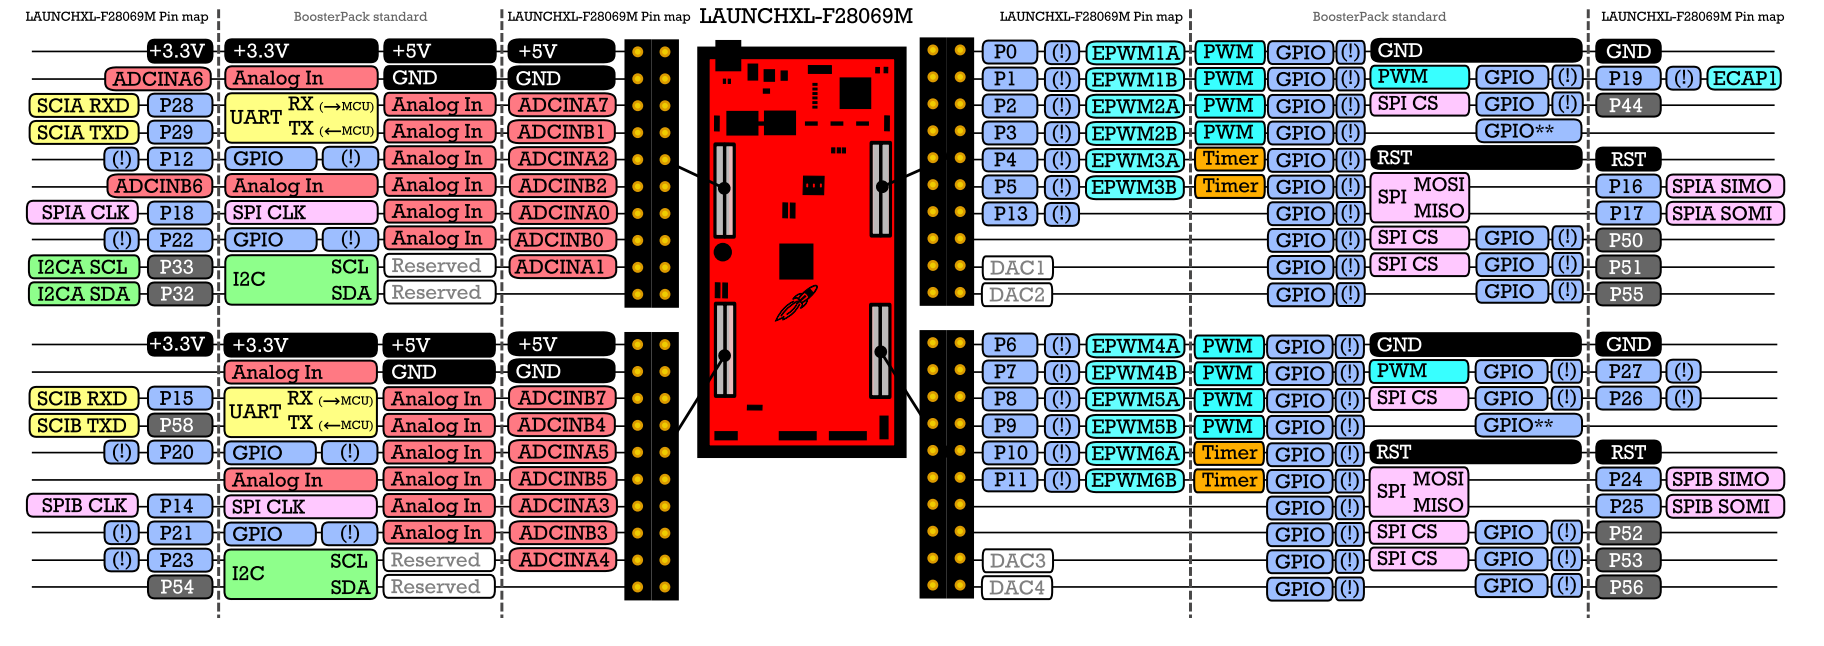 LAUNCHXL-F28069M Pin map BoosterPack standard LAUNCHXL-F28069M Pin map LAUNCHXL-F28069M LAUNCHXL-F28069M Pin map BoosterPack standard LAUNCHXL-F28069M Pin map
+3.3V +3.3V +5V +5V P0 (!) EPWM1A PWM GPIO (!) GND GND
ADCINA6 Analog In GND GND P1 (!) EPWM1B PWM GPIO (!) PWM GPIO (!) P19 (!) ECAP1
SCIA RXD P28 UART RX (→MCU) Analog In ADCINA7 P2 (!) EPWM2A PWM GPIO (!) SPI CS GPIO (!) P44
SCIA TXD P29 TX (←MCU) Analog In ADCINB1 P3 (!) EPWM2B PWM GPIO (!) GPIO**
(!) P12 GPIO (!) Analog In ADCINA2 P4 (!) EPWM3A Timer GPIO (!) RST RST
ADCINB6 Analog In Analog In ADCINB2 P5 (!) EPWM3B Timer GPIO (!) SPI MOSI P16 SPIA SIMO
SPIA CLK P18 SPI CLK Analog In ADCINA0 P13 (!) GPIO (!) MISO P17 SPIA SOMI
(!) P22 GPIO (!) Analog In ADCINB0 GPIO (!) SPI CS GPIO (!) P50
I2CA SCL P33 I2C SCL Reserved ADCINA1 DAC1 GPIO (!) SPI CS GPIO (!) P51
I2CA SDA P32 SDA Reserved DAC2 GPIO (!) GPIO (!) P55
+3.3V +3.3V +5V +5V P6 (!) EPWM4A PWM GPIO (!) GND GND
Analog In GND GND P7 (!) EPWM4B PWM GPIO (!) PWM GPIO (!) P27 (!)
SCIB RXD P15 UART RX (→MCU) Analog In ADCINB7 P8 (!) EPWM5A PWM GPIO (!) SPI CS GPIO (!) P26 (!)
SCIB TXD P58 TX (←MCU) Analog In ADCINB4 P9 (!) EPWM5B PWM GPIO (!) GPIO**
(!) P20 GPIO (!) Analog In ADCINA5 P10 (!) EPWM6A Timer GPIO (!) RST RST
Analog In Analog In ADCINB5 P11 (!) EPWM6B Timer GPIO (!) SPI MOSI P24 SPIB SIMO
SPIB CLK P14 SPI CLK Analog In ADCINA3 GPIO (!) MISO P25 SPIB SOMI
(!) P21 GPIO (!) Analog In ADCINB3 GPIO (!) SPI CS GPIO (!) P52
(!) P23 I2C SCL Reserved ADCINA4 DAC3 GPIO (!) SPI CS GPIO (!) P53
P54 SDA Reserved DAC4 GPIO (!) GPIO (!) P56